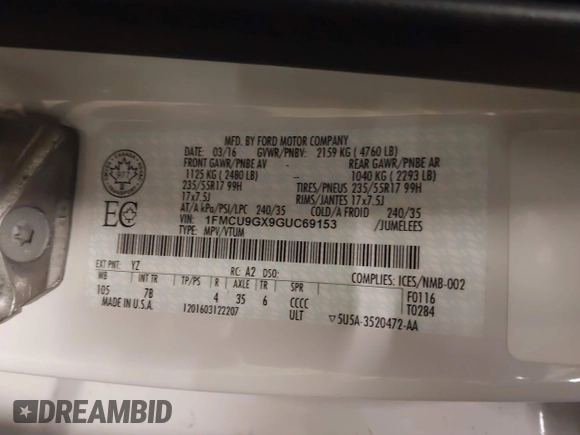 MFD. BY FORD MOTOR COMPANY
DATE: 03/16 GVWR/PNBV: 2159 KG ( 4760 LB)
FRONT GAWR/PNBE AV - REAR GAWR/PNBE AR
1125 KG ( 2480 LB) 1040 KG ( 2293 LB)
235/55R17 99H TIRES/PNEUS 235/55R17 99H
17x7.5J RIMS/JANTES 17x7.5J
AT/A kPa/PSI/LPC 240/35 COLD/A FROID 240/35
VIN: 1FMCU9GX9GUC69153 /JUMELEES
TYPE: MPV/VTUM
EC
EXT PNT: YZ RC: A2 DSO: COMPLIES: ICES/NMB-002
WB INT TR TP/PS R AXLE TR SPR F0116
105 7B 4 35 6 CCCC T0284
MADE IN U.S.A. 1201603122207 ULT ▽5U5A-3520472-AA
DREAMBID